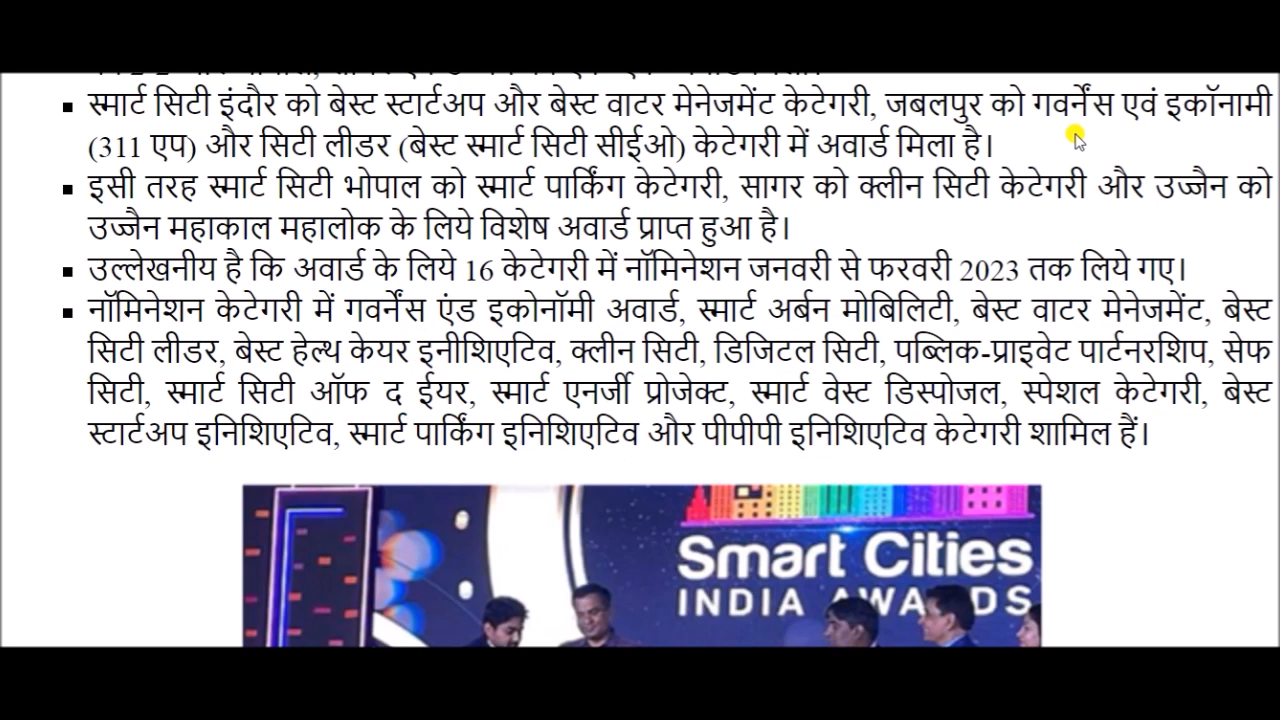 स्मार्ट सिटी इंदौर को बेस्ट स्टार्टअप और बेस्ट वाटर मेनेजमेंट केटेगरी, जबलपुर को गवर्नेंस एवं इकॉनामी
(311 एप) और सिटी लीडर (बेस्ट स्मार्ट सिटी सीईओ) केटेगरी में अवार्ड मिला है।
इसी तरह स्मार्ट सिटी भोपाल को स्मार्ट पार्किंग केटेगरी, सागर को क्लीन सिटी केटेगरी और उज्जैन को
उज्जैन महाकाल महालोक के लिये विशेष अवार्ड प्राप्त हुआ है।
उल्लेखनीय है कि अवार्ड के लिये 16 केटेगरी में नॉमिनेशन जनवरी से फरवरी 2023 तक लिये गए।
नॉमिनेशन केटेगरी में गवर्नेंस एंड इकोनॉमी अवार्ड, स्मार्ट अर्बन मोबिलिटी, बेस्ट वाटर मेनेजमेंट, बेस्ट
सिटी लीडर, बेस्ट हेल्थ केयर इनीशिएटिव, क्लीन सिटी, डिजिटल सिटी, पब्लिक-प्राइवेट पार्टनरशिप, सेफ
सिटी, स्मार्ट सिटी ऑफ द ईयर, स्मार्ट एनर्जी प्रोजेक्ट, स्मार्ट वेस्ट डिस्पोजल, स्पेशल केटेगरी, बेस्ट
स्टार्टअप इनिशिएटिव, स्मार्ट पार्किंग इनिशिएटिव और पीपीपी इनिशिएटिव केटेगरी शामिल हैं।
Smart Cities
INDIA AWARDS